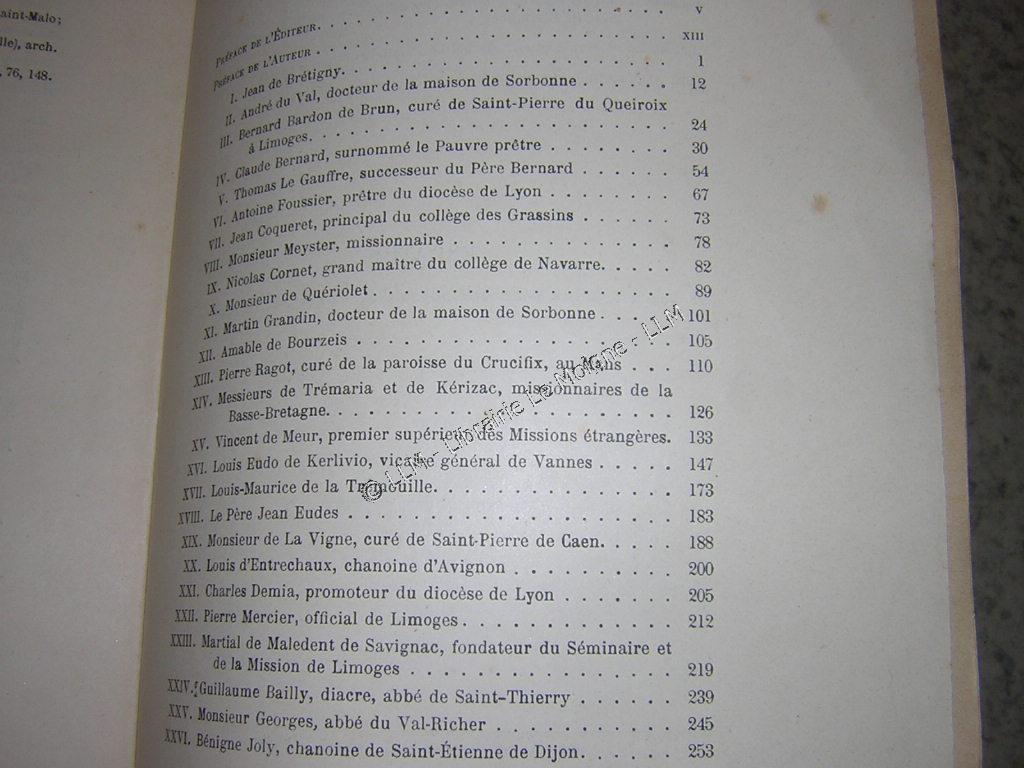 aint-Malo;
lle), arch.
, 76, 148.
Préface de l'Éditeur. . . . . . . . . . . . . . . . . . v
Préface de l'Auteur . . . . . . . . . . . . . . . . . . xiii
I. Jean de Brétigny. . . . . . . . . . . . . . . . . . 1
II. André du Val, docteur de la maison de Sorbonne . . . . . . 12
III. Bernard Bardon de Brun, curé de Saint-Pierre du Queiroix
à Limoges. . . . . . . . . . . . . . . . . . . . 24
IV. Claude Bernard, surnommé le Pauvre prêtre . . . . . . . . 30
V. Thomas Le Gauffre, successeur du Père Bernard . . . . . . 54
VI. Antoine Foussier, prêtre du diocèse de Lyon . . . . . . . 67
VII. Jean Coqueret, principal du collège des Grassins . . . . . . 73
VIII. Monsieur Meyster, missionnaire . . . . . . . . . . . . 78
IX. Nicolas Cornet, grand maître du collège de Navarre. . . . . 82
X. Monsieur de Quériolet . . . . . . . . . . . . . . . . 89
XI. Martin Grandin, docteur de la maison de Sorbonne . . . . . 101
XII. Amable de Bourzeis . . . . . . . . . . . . . . . . . 105
XIII. Pierre Ragot, curé de la paroisse du Crucifix, au Mans . . . 110
XIV. Messieurs de Trémaria et de Kérizac, missionnaires de la
Basse-Bretagne. . . . . . . . . . . . . . . . . . 126
XV. Vincent de Meur, premier supérieur des Missions étrangères. 133
XVI. Louis Eudo de Kerlivio, vicaire général de Vannes . . . . . 147
XVII. Louis-Maurice de la Trémouille. . . . . . . . . . . . . 173
XVIII. Le Père Jean Eudes . . . . . . . . . . . . . . . . . 183
XIX. Monsieur de La Vigne, curé de Saint-Pierre de Caen. . . . . 188
XX. Louis d'Entrechaux, chanoine d'Avignon . . . . . . . . . 200
XXI. Charles Demia, promoteur du diocèse de Lyon . . . . . . . 205
XXII. Pierre Mercier, official de Limoges . . . . . . . . . . . . 212
XXIII. Martial de Maledent de Savignac, fondateur du Séminaire et
de la Mission de Limoges . . . . . . . . . . . . . . 219
XXIV. Guillaume Bailly, diacre, abbé de Saint-Thierry . . . . . . 239
XXV. Monsieur Georges, abbé du Val-Richer . . . . . . . . . . 245
XXVI. Bénigne Joly, chanoine de Saint-Étienne de Dijon. . . . . . 253
© LLM - Librairie Le Moigne - LLM